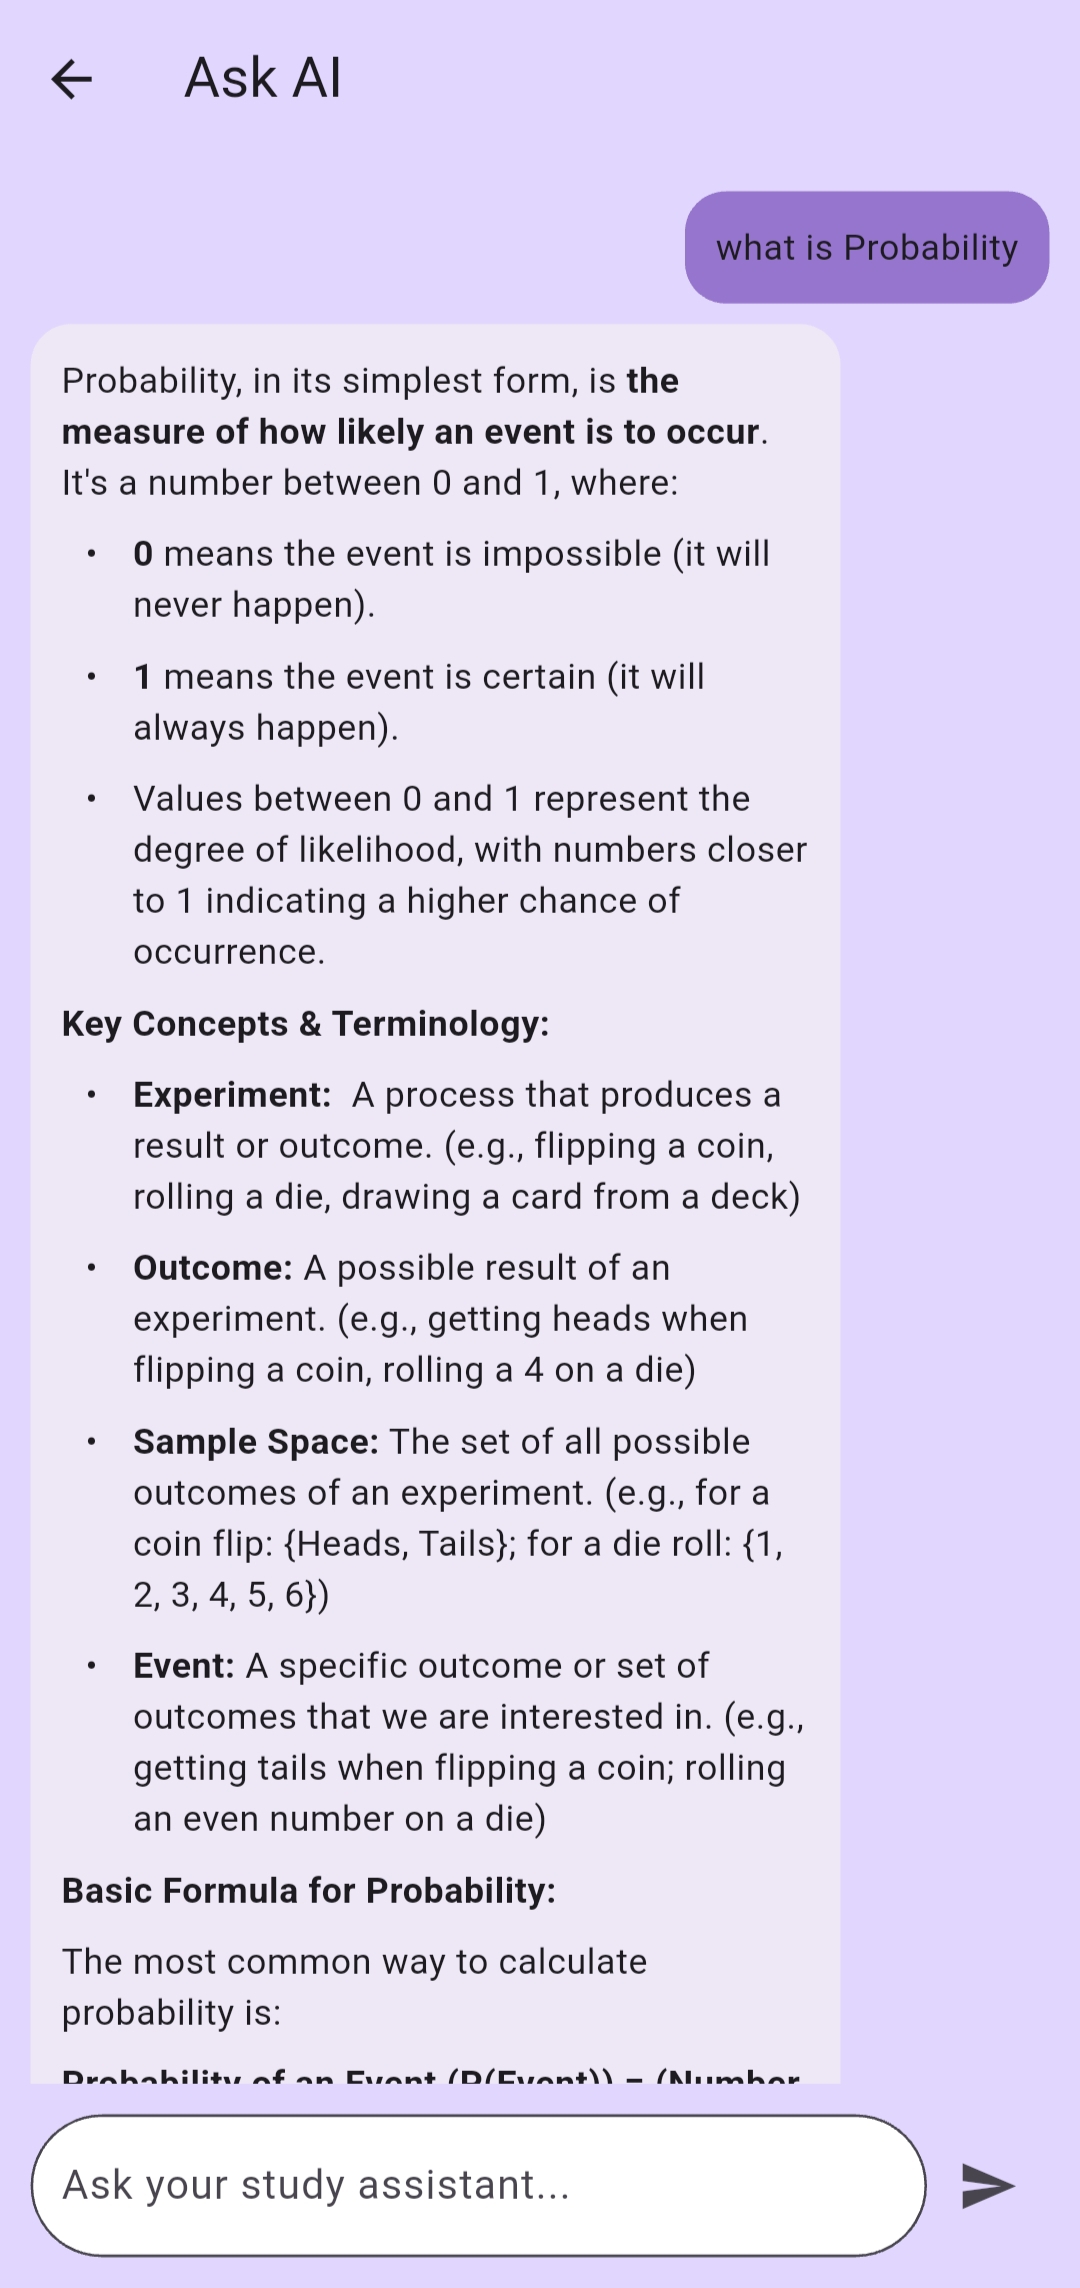 Ask AI
what is Probability
Probability, in its simplest form, is the
measure of how likely an event is to occur.
It's a number between 0 and 1, where:
• 0 means the event is impossible (it will
never happen).
• 1 means the event is certain (it will
always happen).
• Values between 0 and 1 represent the
degree of likelihood, with numbers closer
to 1 indicating a higher chance of
occurrence.
Key Concepts & Terminology:
• Experiment:  A process that produces a
result or outcome. (e.g., flipping a coin,
rolling a die, drawing a card from a deck)
• Outcome: A possible result of an
experiment. (e.g., getting heads when
flipping a coin, rolling a 4 on a die)
• Sample Space: The set of all possible
outcomes of an experiment. (e.g., for a
coin flip: {Heads, Tails}; for a die roll: {1,
2, 3, 4, 5, 6})
• Event: A specific outcome or set of
outcomes that we are interested in. (e.g.,
getting tails when flipping a coin; rolling
an even number on a die)
Basic Formula for Probability:
The most common way to calculate
probability is:
Probability of an Event (P(Event)) = (Number
Ask your study assistant...